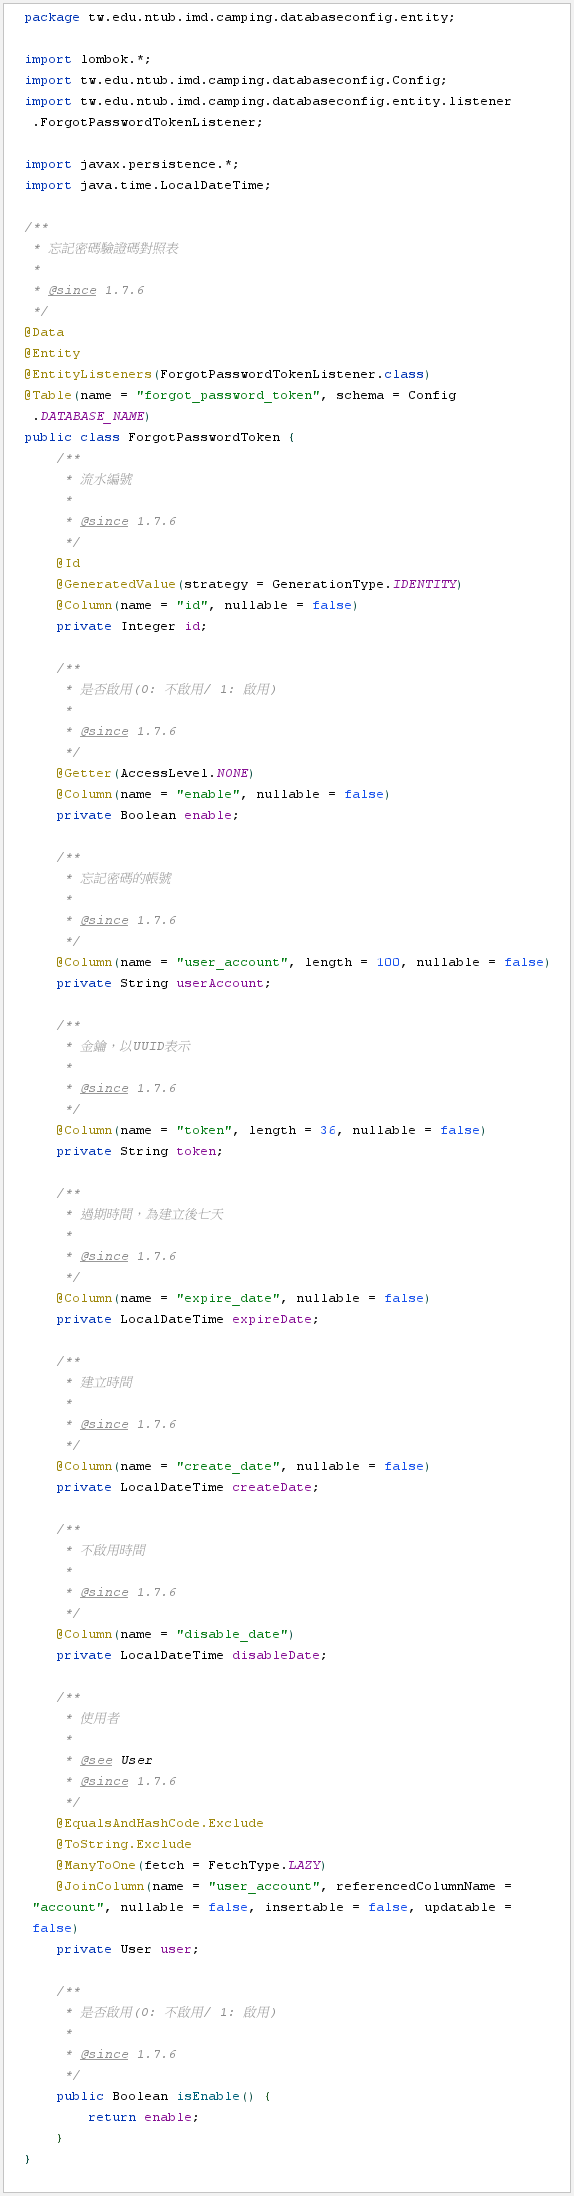 package tw.edu.ntub.imd.camping.databaseconfig.entity;

import lombok.*;
import tw.edu.ntub.imd.camping.databaseconfig.Config;
import tw.edu.ntub.imd.camping.databaseconfig.entity.listener
.ForgotPasswordTokenListener;

import javax.persistence.*;
import java.time.LocalDateTime;

/**
 * 忘記密碼驗證碼對照表
 *
 * @since 1.7.6
 */
@Data
@Entity
@EntityListeners(ForgotPasswordTokenListener.class)
@Table(name = "forgot_password_token", schema = Config
.DATABASE_NAME)
public class ForgotPasswordToken {
    /**
     * 流水編號
     *
     * @since 1.7.6
     */
    @Id
    @GeneratedValue(strategy = GenerationType.IDENTITY)
    @Column(name = "id", nullable = false)
    private Integer id;

    /**
     * 是否啟用(0: 不啟用/ 1: 啟用)
     *
     * @since 1.7.6
     */
    @Getter(AccessLevel.NONE)
    @Column(name = "enable", nullable = false)
    private Boolean enable;

    /**
     * 忘記密碼的帳號
     *
     * @since 1.7.6
     */
    @Column(name = "user_account", length = 100, nullable = false)
    private String userAccount;

    /**
     * 金鑰，以UUID表示
     *
     * @since 1.7.6
     */
    @Column(name = "token", length = 36, nullable = false)
    private String token;

    /**
     * 過期時間，為建立後七天
     *
     * @since 1.7.6
     */
    @Column(name = "expire_date", nullable = false)
    private LocalDateTime expireDate;

    /**
     * 建立時間
     *
     * @since 1.7.6
     */
    @Column(name = "create_date", nullable = false)
    private LocalDateTime createDate;

    /**
     * 不啟用時間
     *
     * @since 1.7.6
     */
    @Column(name = "disable_date")
    private LocalDateTime disableDate;

    /**
     * 使用者
     *
     * @see User
     * @since 1.7.6
     */
    @EqualsAndHashCode.Exclude
    @ToString.Exclude
    @ManyToOne(fetch = FetchType.LAZY)
    @JoinColumn(name = "user_account", referencedColumnName =
"account", nullable = false, insertable = false, updatable =
false)
    private User user;

    /**
     * 是否啟用(0: 不啟用/ 1: 啟用)
     *
     * @since 1.7.6
     */
    public Boolean isEnable() {
        return enable;
    }
}